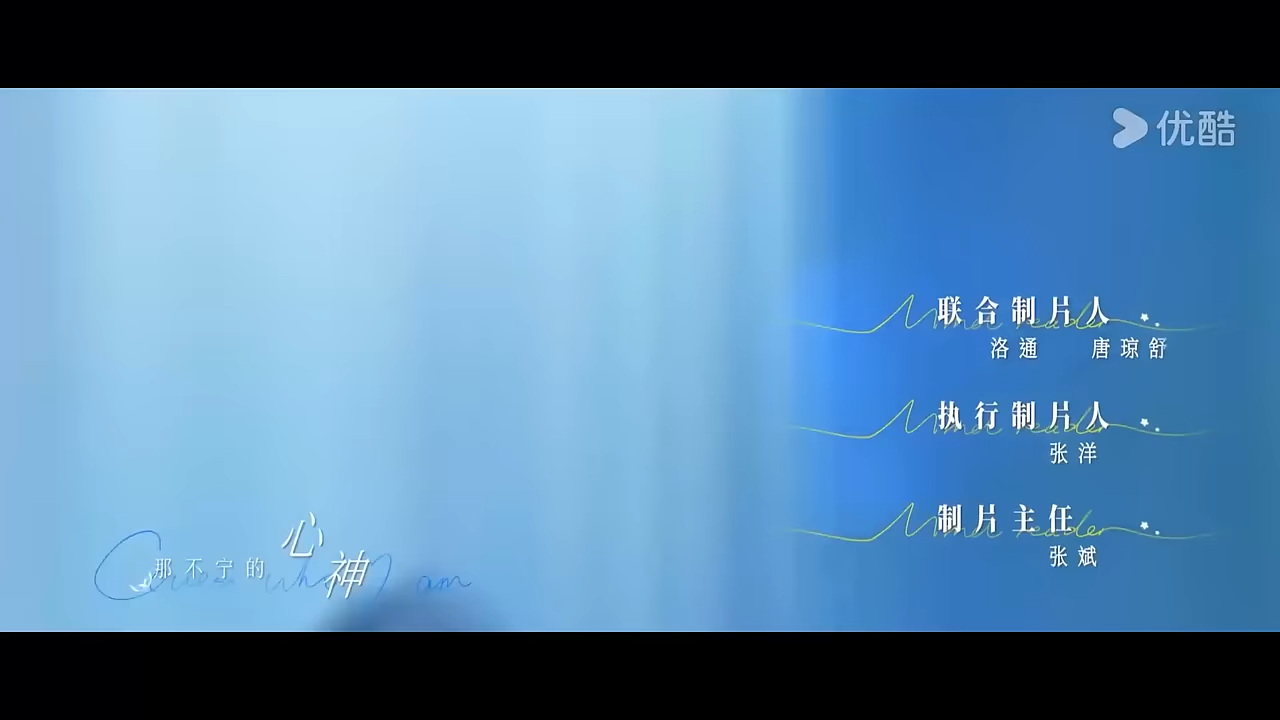 优酷
联合制片人
洛通 唐琼舒
执行制片人
张洋
制片主任
张斌
那不宁的心神